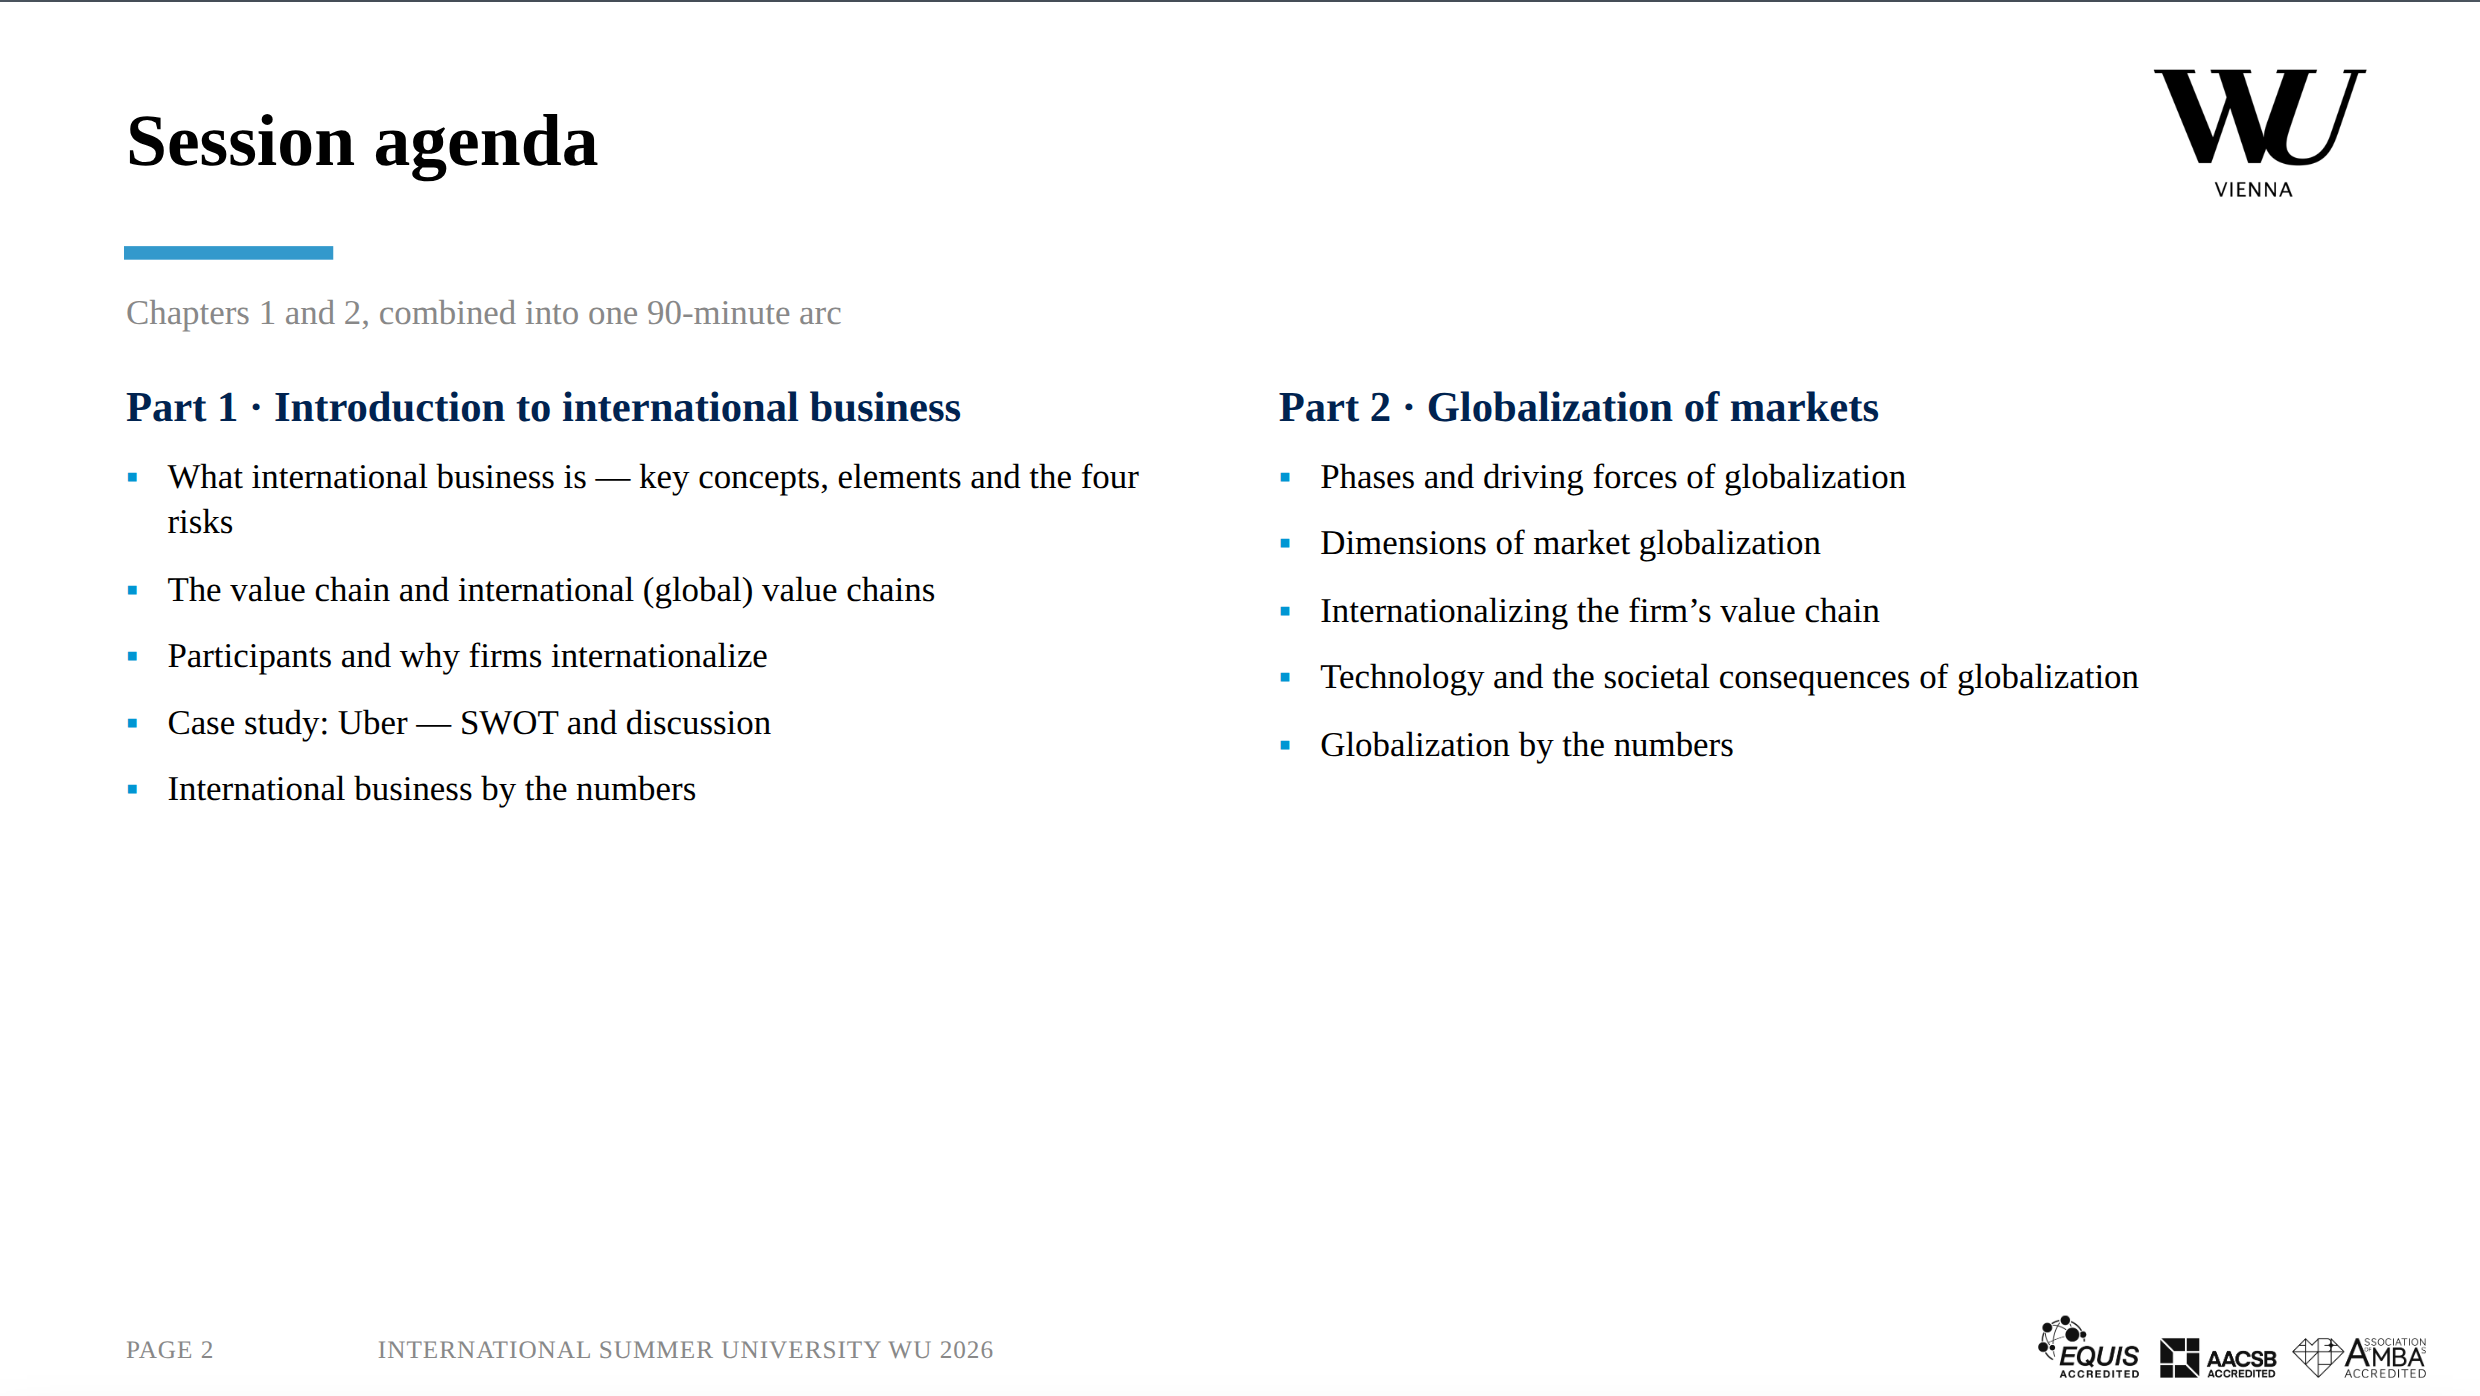 Session agenda
WU
VIENNA
Chapters 1 and 2, combined into one 90-minute arc
Part 1 · Introduction to international business
▪ What international business is — key concepts, elements and the four
risks
▪ The value chain and international (global) value chains
▪ Participants and why firms internationalize
▪ Case study: Uber — SWOT and discussion
▪ International business by the numbers
Part 2 · Globalization of markets
▪ Phases and driving forces of globalization
▪ Dimensions of market globalization
▪ Internationalizing the firm’s value chain
▪ Technology and the societal consequences of globalization
▪ Globalization by the numbers
PAGE 2
INTERNATIONAL SUMMER UNIVERSITY WU 2026
EQUIS
ACCREDITED
AACSB
ACCREDITED
ASSOCIATION
OF MBAS
ACCREDITED